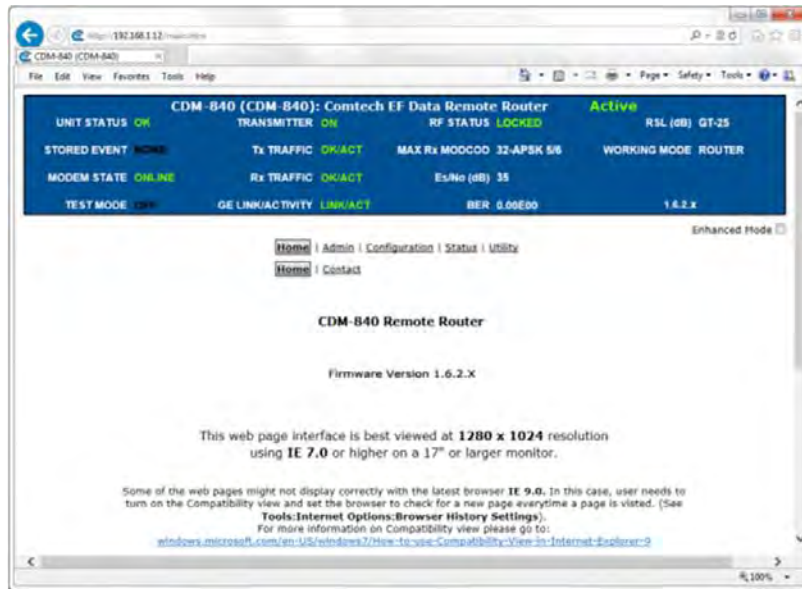 192.168.1.12
CDM-840 (CDM-840)
File Edit View Favorites Tools Help
Page Safety Tools
CDM-840 (CDM-840): Comtech EF Data Remote Router Active
UNIT STATUS OK TRANSMITTER ON RF STATUS LOCKED RSL (dB) GT-25
STORED EVENT TX TRAFFIC OK/ACT MAX Rx MODCOD 32-APSK 5/6 WORKING MODE ROUTER
MODEM STATE ONLINE Rx TRAFFIC OK/ACT Es/No (dB) 35
TEST MODE GE LINK/ACTIVITY LINK/ACT BER 0.00E00 1.6.2.X
Enhanced Mode
Home | Admin | Configuration | Status | Utility
Home | Contact
CDM-840 Remote Router
Firmware Version 1.6.2.X
This web page interface is best viewed at 1280 x 1024 resolution
using IE 7.0 or higher on a 17" or larger monitor.
Some of the web pages might not display correctly with the latest browser IE 9.0. In this case, user needs to
turn on the Compatibility view and set the browser to check for a new page everytime a page is visted. (See
Tools:Internet Options:Browser History Settings).
For more information on Compatibility view please go to:
windows.microsoft.com/en-US/windows7/How-to-use-Compatibility-View-in-Internet-Explorer-9
100%